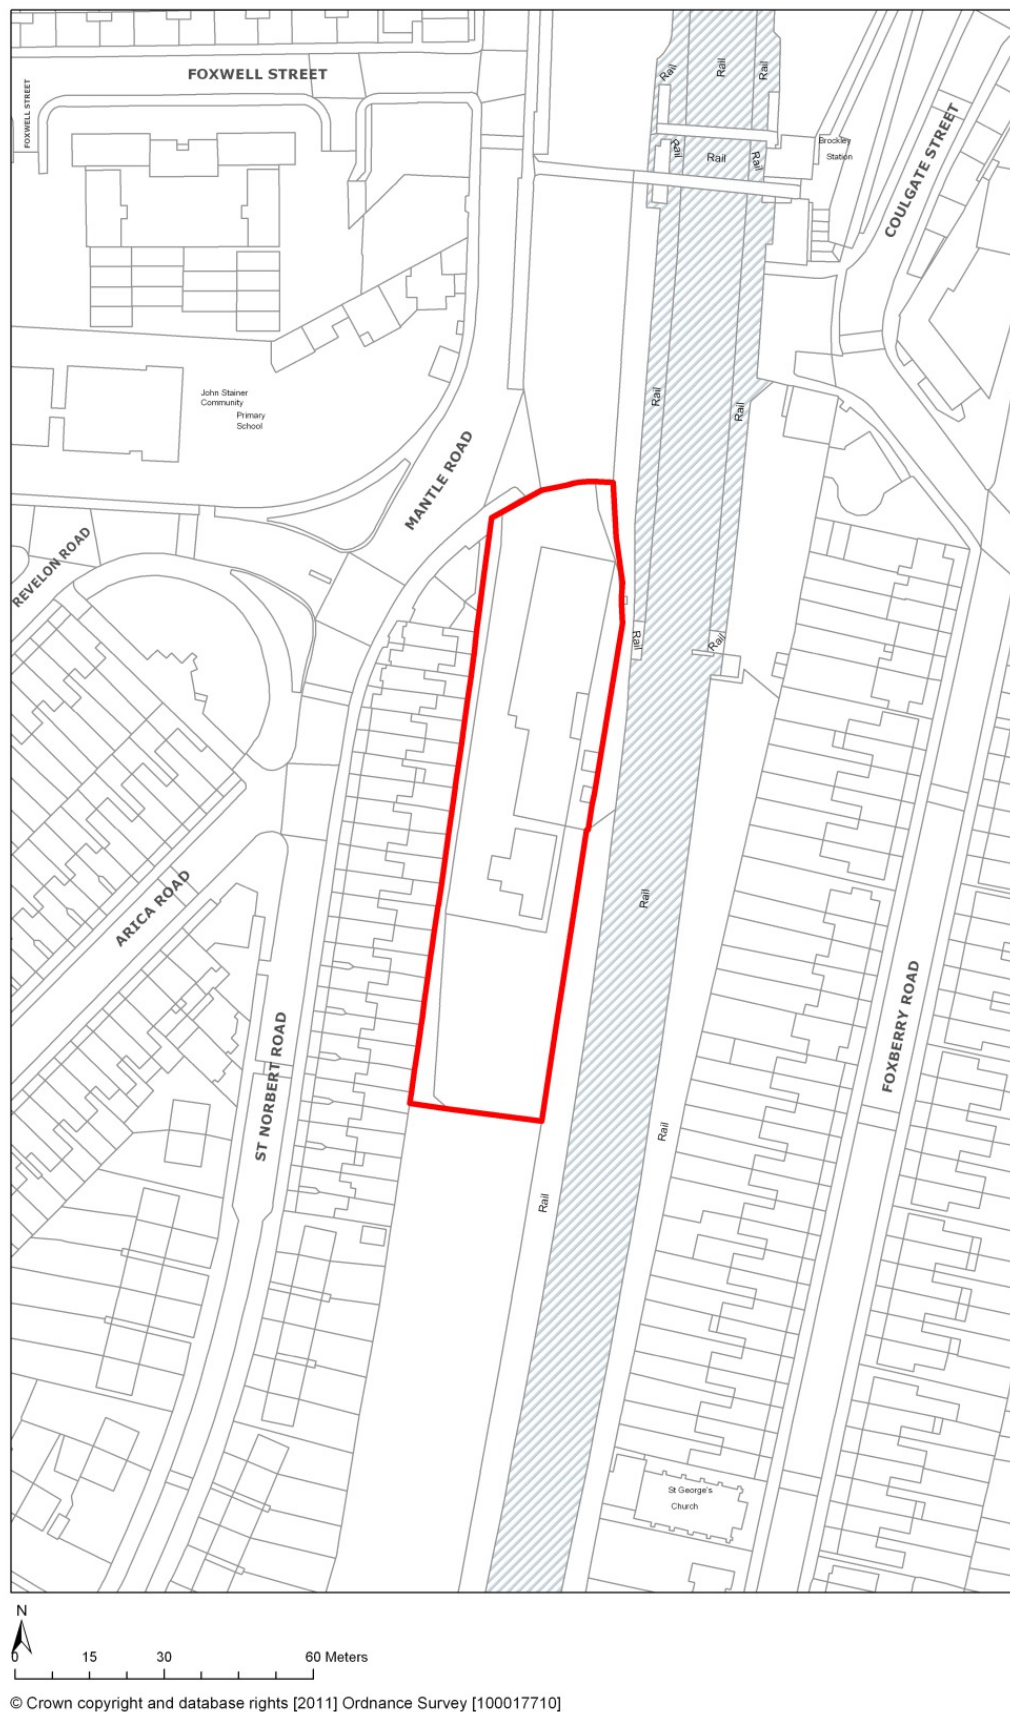 FOXWELL STREET
FOXWELL STREET
Rail
Rail
Rail
Rail
Rail
Rail
Brockley
Station
COULGATE STREET
John Stainer
Community
Primary
School
Rail
Rail
MANTLE ROAD
REVELON ROAD
Rail
Rail
ARICA ROAD
Rail
FOXBERRY ROAD
ST NORBERT ROAD
Rail
Rail
St George's
Church
N
0 15 30 60 Meters
© Crown copyright and database rights [2011] Ordnance Survey [100017710]